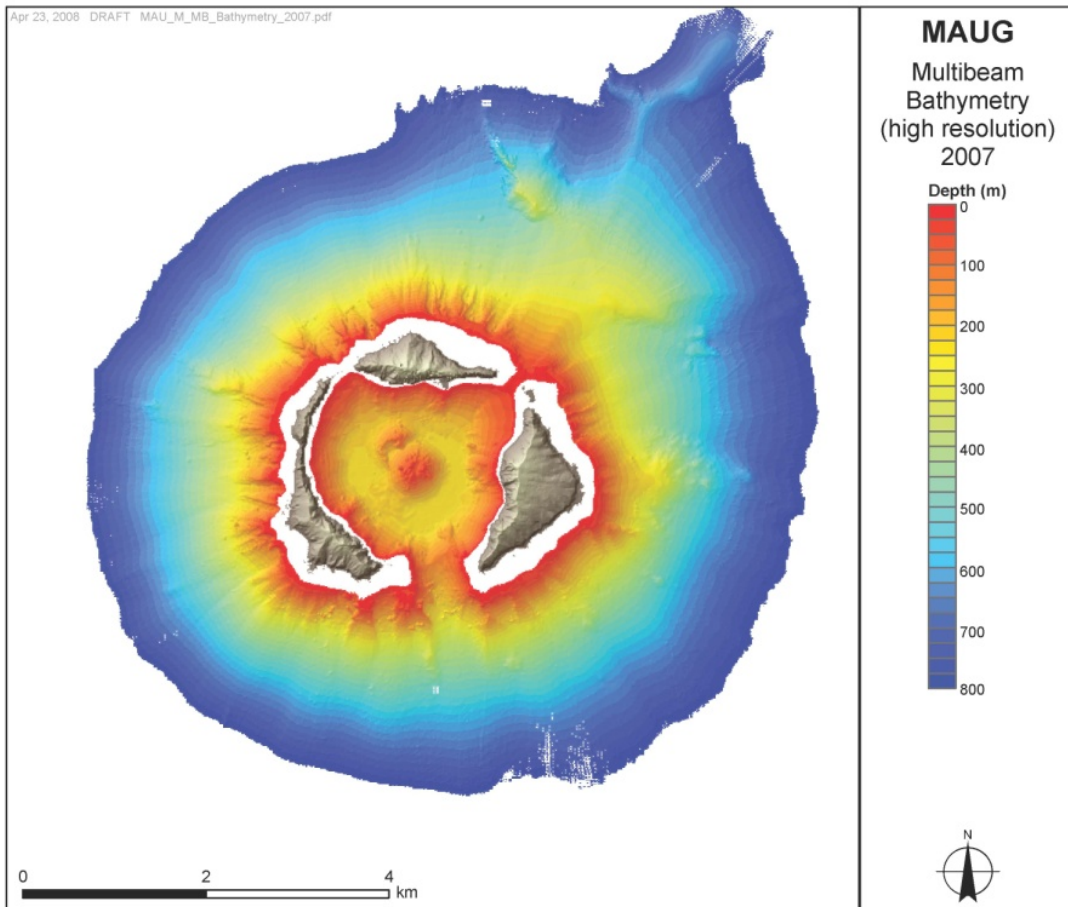 Apr 23, 2008 DRAFT MAU_M_MB_Bathymetry_2007.pdf
MAUG
Multibeam
Bathymetry
(high resolution)
2007
Depth (m)
0
100
200
300
400
500
600
700
800
N
0 2 4
km